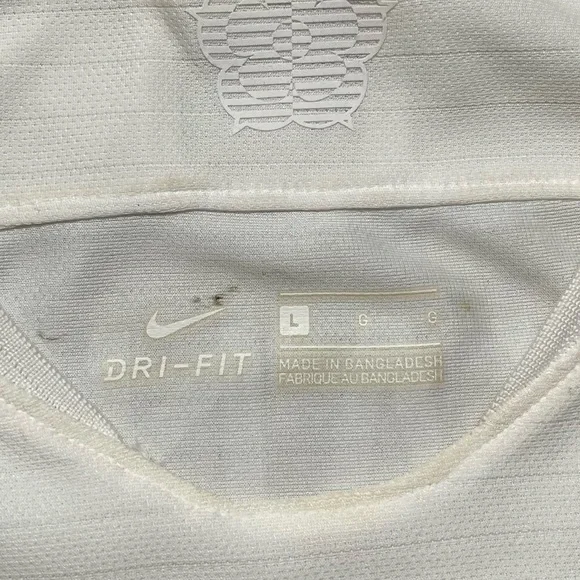 DRI-FIT
L G G
MADE IN BANGLADESH
FABRIQUE AU BANGLADESH